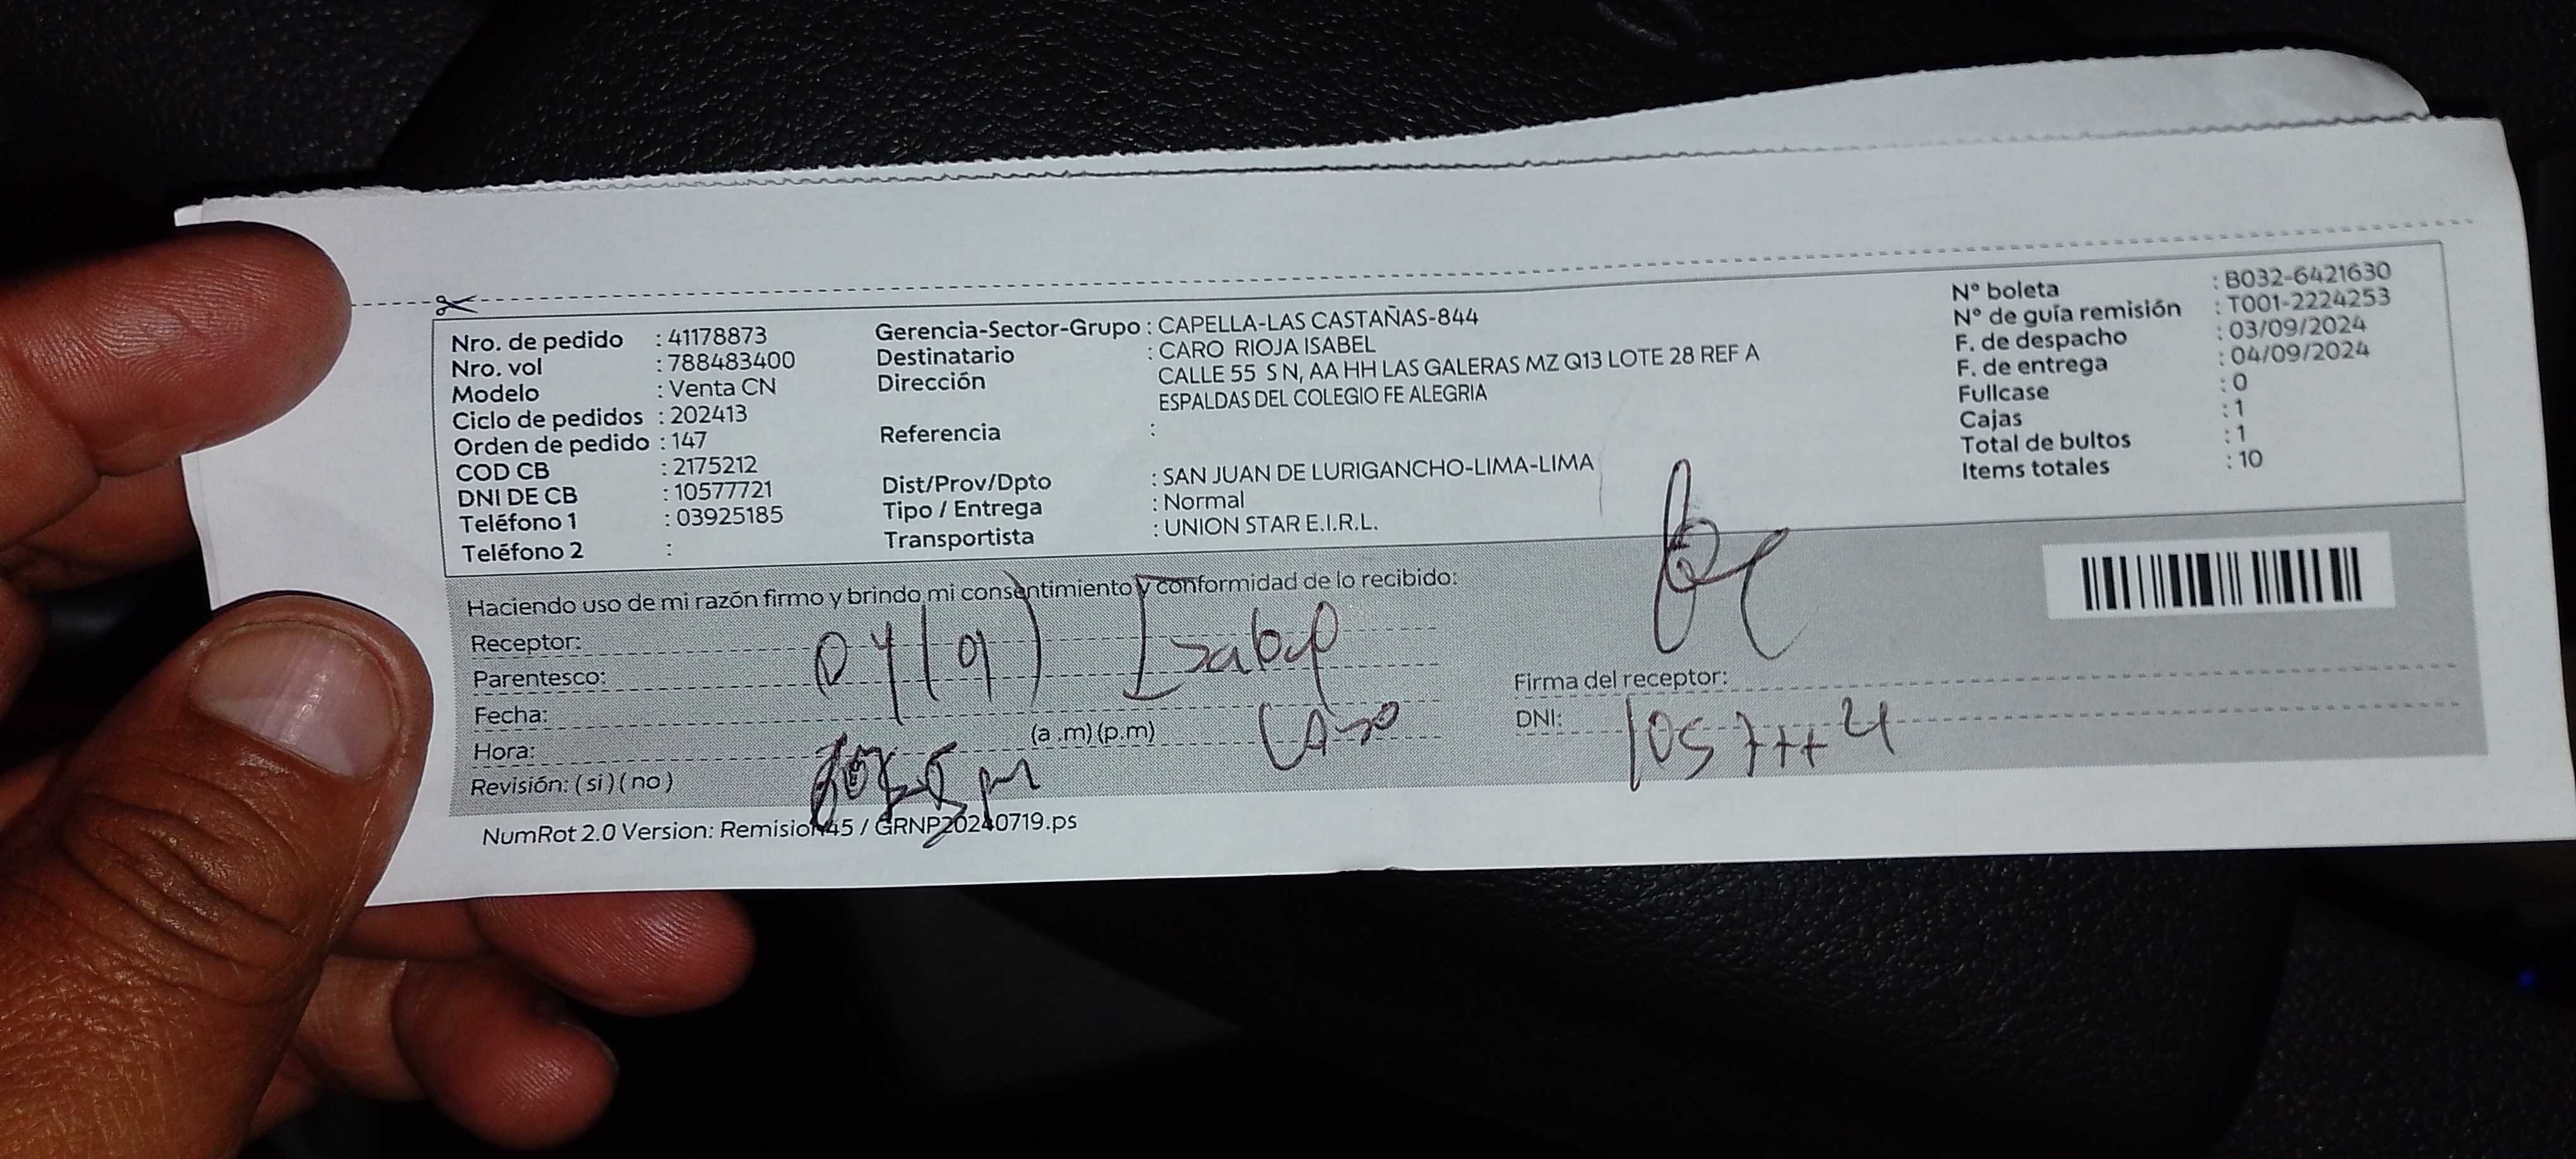 Nro. de pedido : 41178873
Nro. vol : 788483400
Modelo : Venta CN
Ciclo de pedidos : 202413
Orden de pedido : 147
COD CB : 2175212
DNI DE CB : 10577721
Teléfono 1 : 03925185
Teléfono 2 :
Gerencia-Sector-Grupo : CAPELLA-LAS CASTAÑAS-844
Destinatario : CARO RIOJA ISABEL
Dirección : CALLE 55 S N, AA HH LAS GALERAS MZ Q13 LOTE 28 REF A
ESPALDAS DEL COLEGIO FE ALEGRIA
Referencia :
Dist/Prov/Dpto : SAN JUAN DE LURIGANCHO-LIMA-LIMA
Tipo / Entrega : Normal
Transportista : UNION STAR E.I.R.L.
N° boleta : B032-6421630
N° de guía remisión : T001-2224253
F. de despacho : 03/09/2024
F. de entrega : 04/09/2024
Fullcase : 0
Cajas : 1
Total de bultos : 1
Items totales : 10
Haciendo uso de mi razón firmo y brindo mi consentimiento y conformidad de lo recibido:
Receptor: Isabel
Parentesco:
Fecha: Caro
Hora: (a .m) (p.m)
Revisión: (si) (no)
Firma del receptor:
DNI:
NumRot 2.0 Version: Remision45 / GRNP20240719.ps